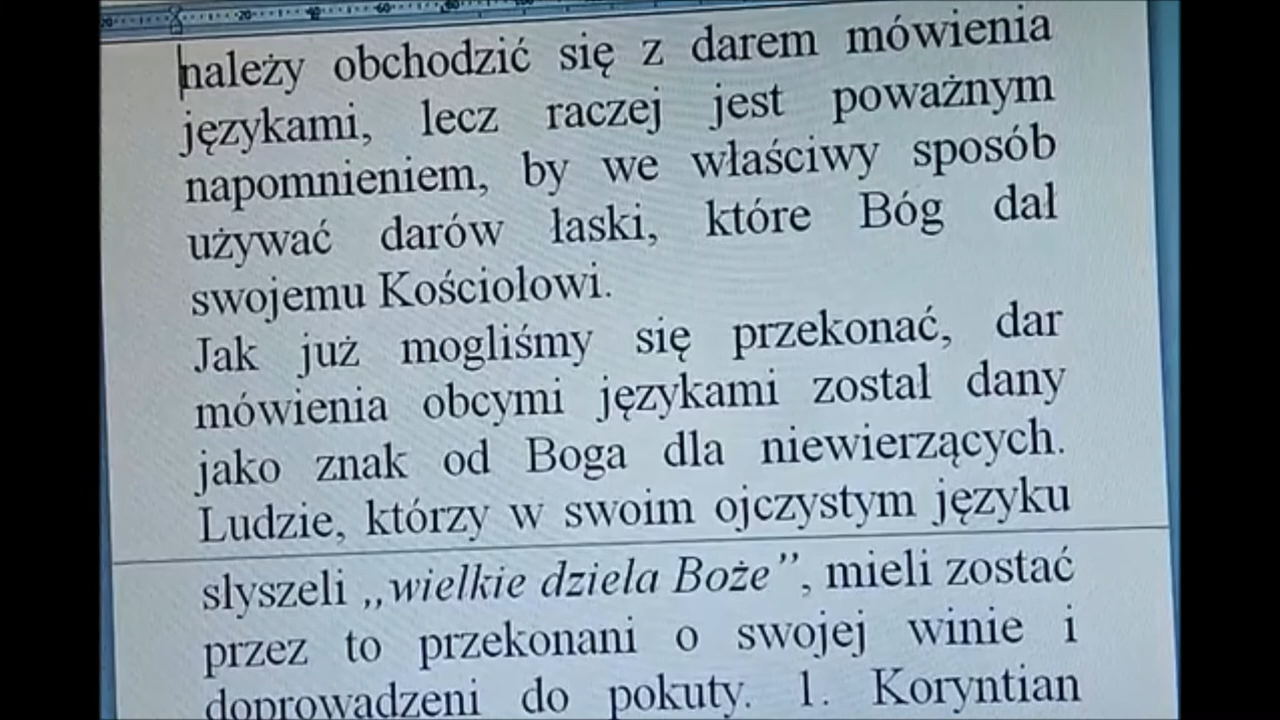 należy obchodzić się z darem mówienia
językami, lecz raczej jest poważnym
napomnieniem, by we właściwy sposób
używać darów łaski, które Bóg dał
swojemu Kościołowi.
Jak już mogliśmy się przekonać, dar
mówienia obcymi językami został dany
jako znak od Boga dla niewierzących.
Ludzie, którzy w swoim ojczystym języku
słyszeli „wielkie dzieła Boże”, mieli zostać
przez to przekonani o swojej winie i
doprowadzeni do pokuty. 1. Koryntian